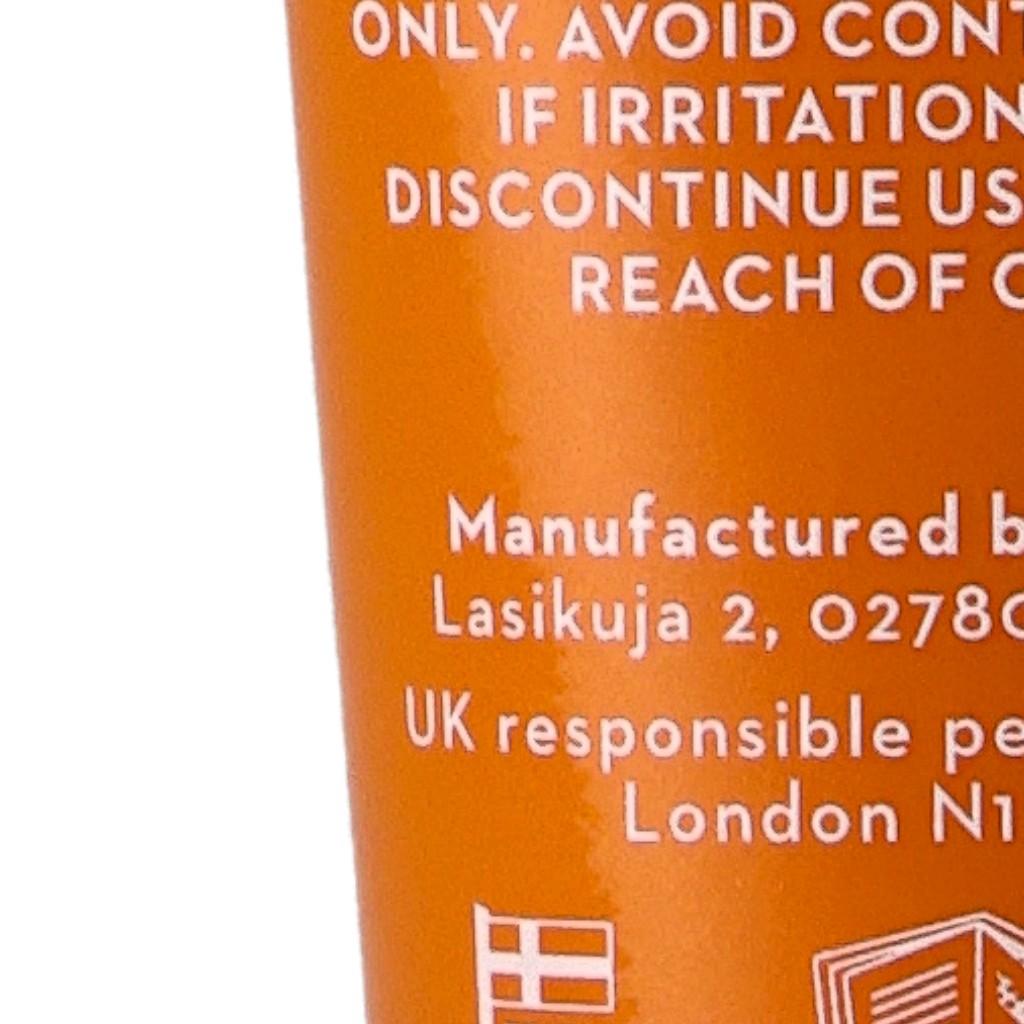 ONLY. AVOID CONT
IF IRRITATION
DISCONTINUE US
REACH OF
Manufactured b
Lasikuja 2, 0278
UK responsible pe
London N1